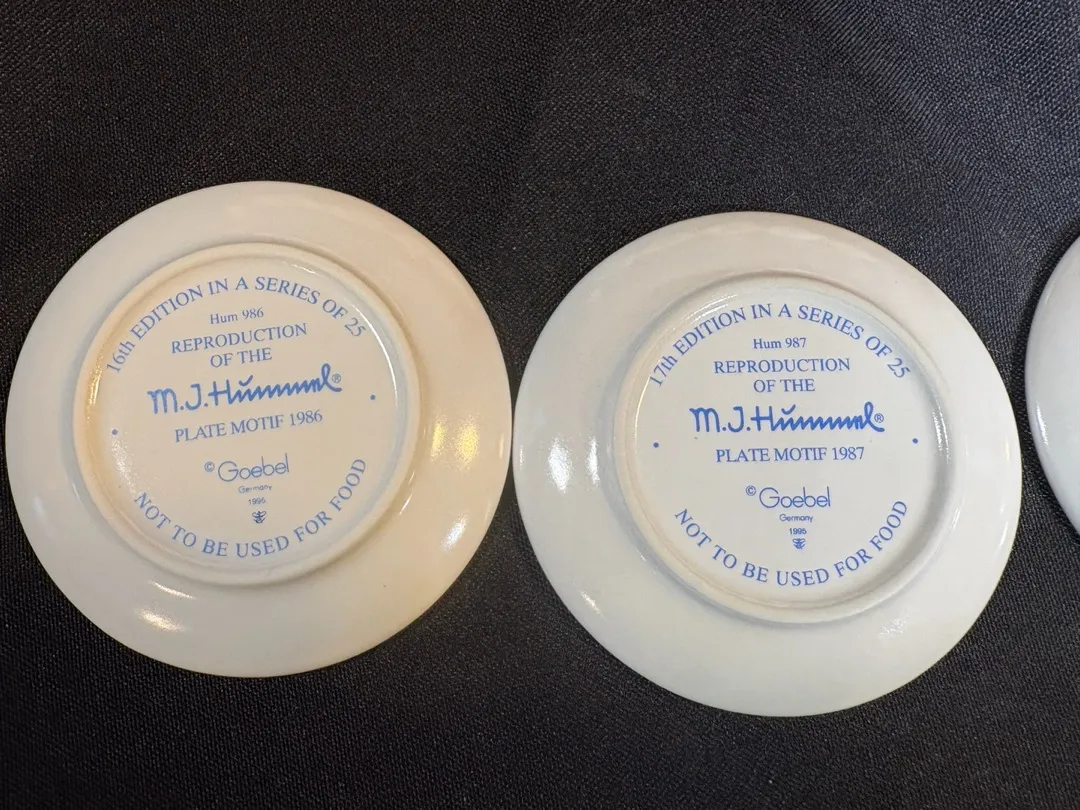 16th EDITION IN A SERIES OF 25
Hum 986
REPRODUCTION
OF THE
M.J.Hummel®
PLATE MOTIF 1986
© Goebel
Germany
1995
NOT TO BE USED FOR FOOD
17th EDITION IN A SERIES OF 25
Hum 987
REPRODUCTION
OF THE
M.J.Hummel®
PLATE MOTIF 1987
© Goebel
Germany
1995
NOT TO BE USED FOR FOOD